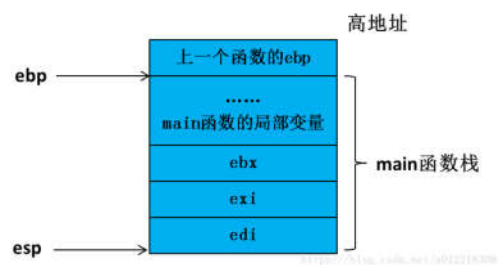 高地址
上一个函数的ebp
ebp
......
main函数的局部变量
ebx
main函数栈
exi
edi
esp